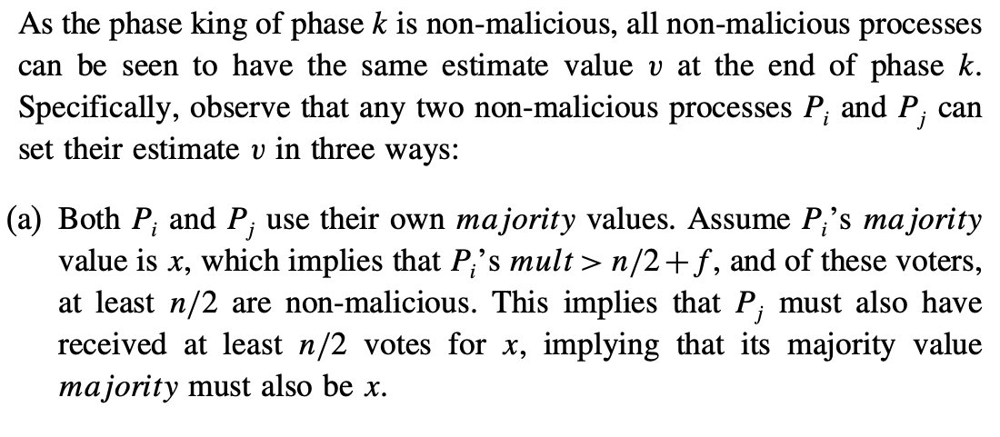 As the phase king of phase k is non-malicious, all non-malicious processes
can be seen to have the same estimate value v at the end of phase k.
Specifically, observe that any two non-malicious processes P_i and P_j can
set their estimate v in three ways:
(a) Both P_i and P_j use their own majority values. Assume P_i's majority
value is x, which implies that P_i's mult > n/2+f, and of these voters,
at least n/2 are non-malicious. This implies that P_j must also have
received at least n/2 votes for x, implying that its majority value
majority must also be x.